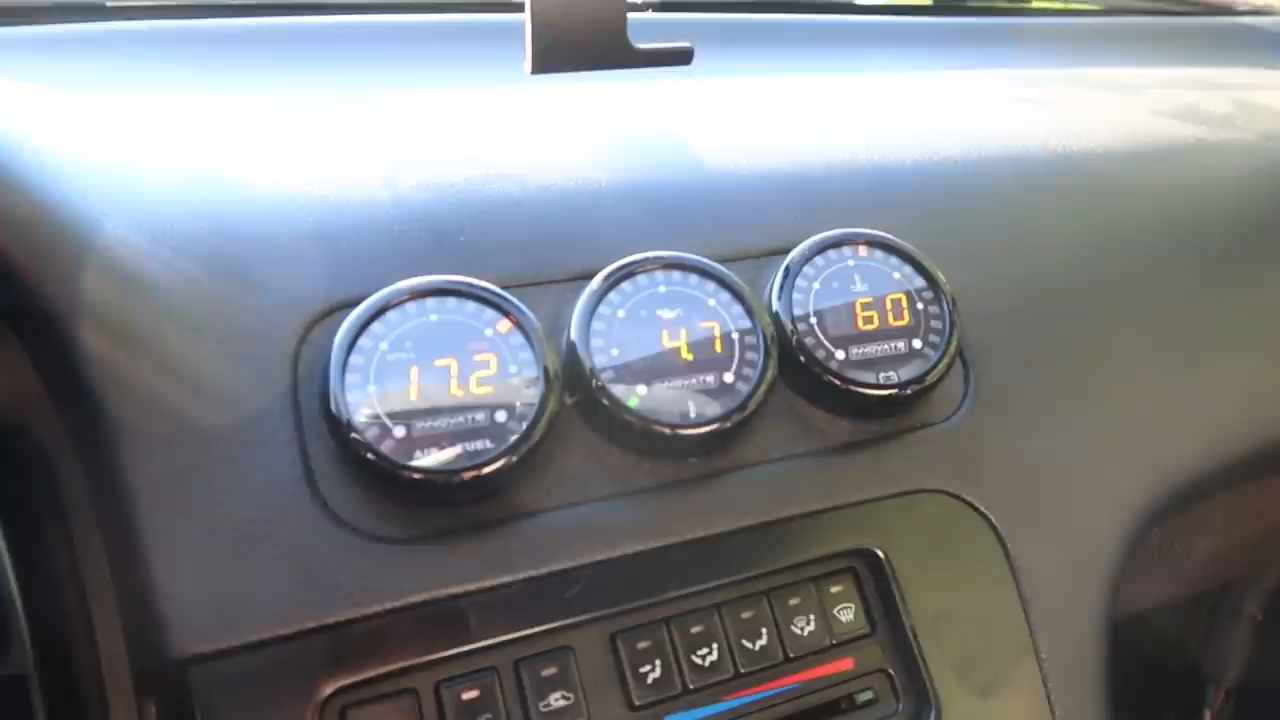 17.2
INNOVATE
AIR/FUEL
4.7
INNOVATE
60
INNOVATE